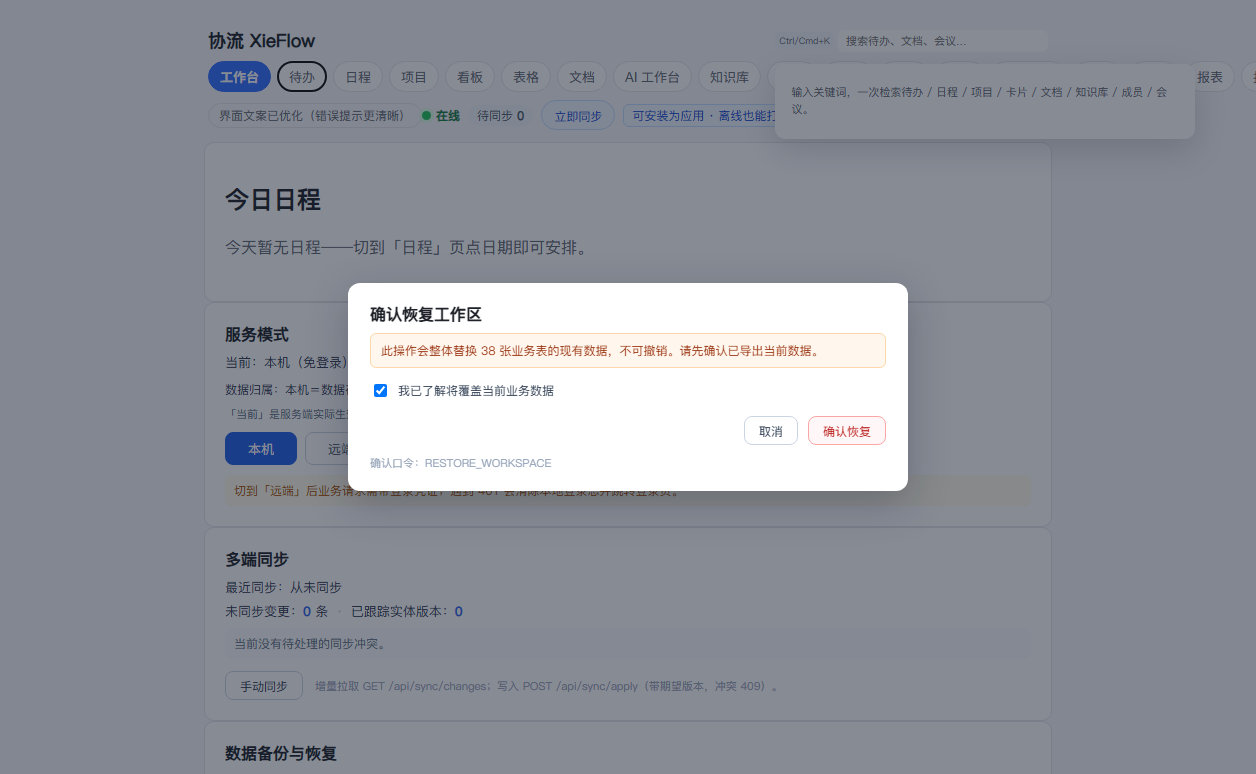 协流 XieFlow
Ctrl/Cmd+K 搜索待办、文档、会议...
工作台 待办 日程 项目 看板 表格 文档 AI 工作台 知识库 报表
输入关键词，一次检索待办 / 日程 / 项目 / 卡片 / 文档 / 知识库 / 成员 / 会
议。
界面文案已优化（错误提示更清晰） 在线 待同步 0 立即同步 可安装为应用 · 离线也能打
今日日程
今天暂无日程——切到「日程」页点日期即可安排。
确认恢复工作区
此操作会整体替换 38 张业务表的现有数据，不可撤销。请先确认已导出当前数据。
我已了解将覆盖当前业务数据
取消 确认恢复
确认口令：RESTORE_WORKSPACE
服务模式
当前：本机（免登录）
数据归属：本机＝数据
「当前」是服务端实际生
本机 远端
切到「远端」后业务请
多端同步
最近同步：从未同步
未同步变更：0 条 · 已跟踪实体版本：0
当前没有待处理的同步冲突。
手动同步 增量拉取 GET /api/sync/changes；写入 POST /api/sync/apply（带期望版本，冲突 409）。
数据备份与恢复